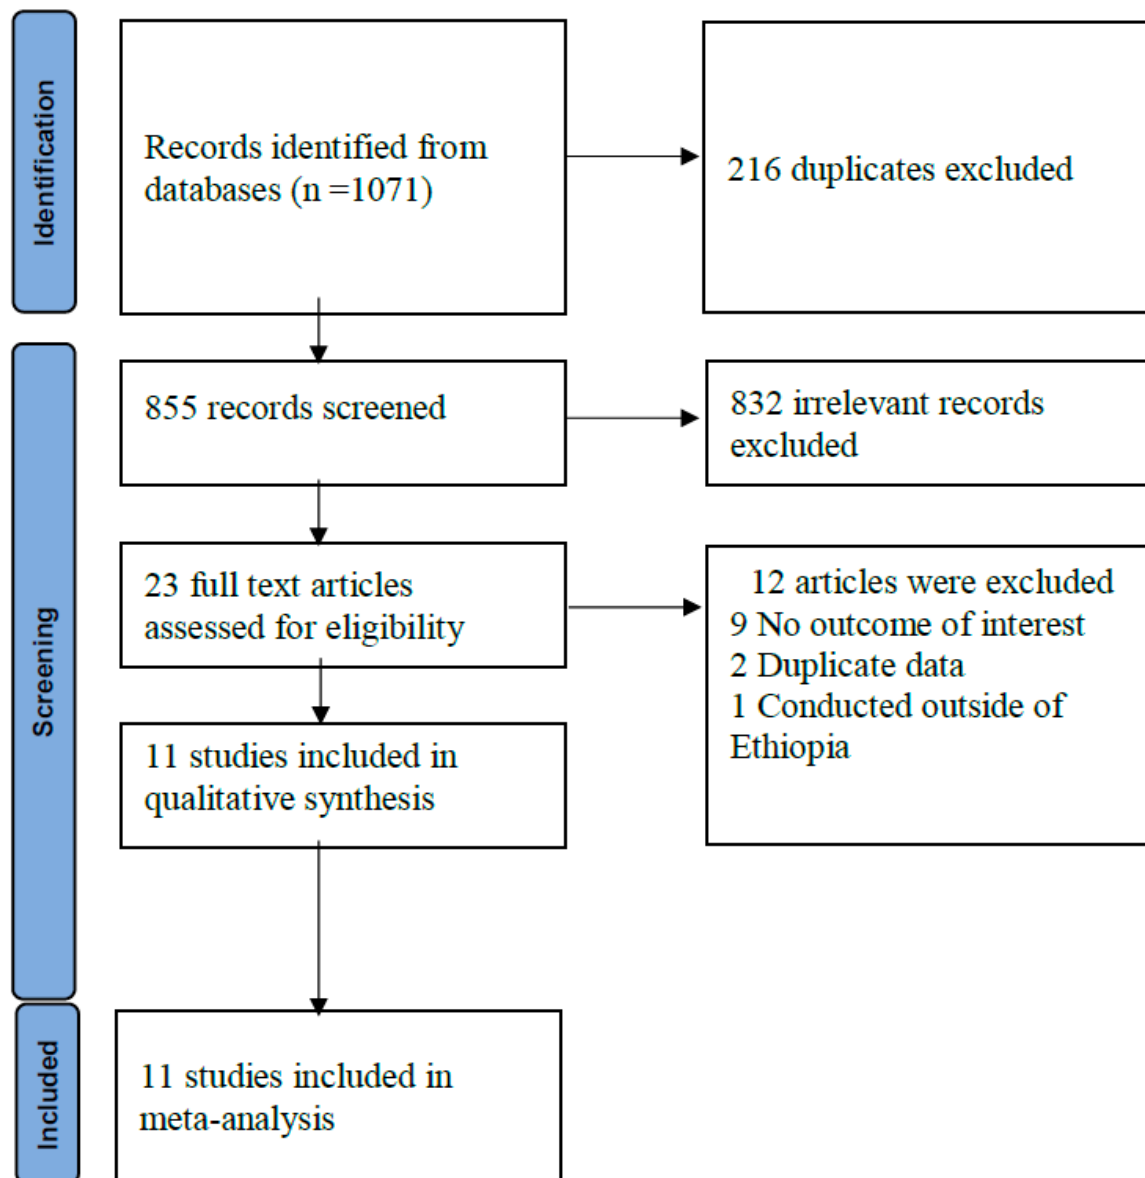 Identification
Records identified from
databases (n =1071)
216 duplicates excluded
Screening
855 records screened
832 irrelevant records
excluded
23 full text articles
assessed for eligibility
12 articles were excluded
9 No outcome of interest
2 Duplicate data
1 Conducted outside of
Ethiopia
11 studies included in
qualitative synthesis
Included
11 studies included in
meta-analysis